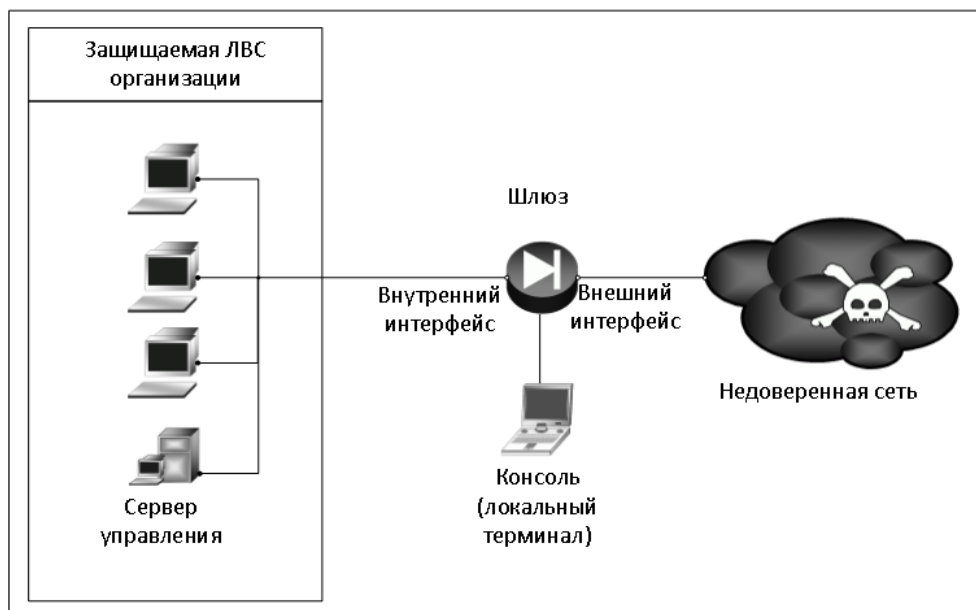 Защищаемая ЛВС
организации
Шлюз
Внутренний
интерфейс
Внешний
интерфейс
Недоверенная сеть
Консоль
(локальный
терминал)
Сервер
управления